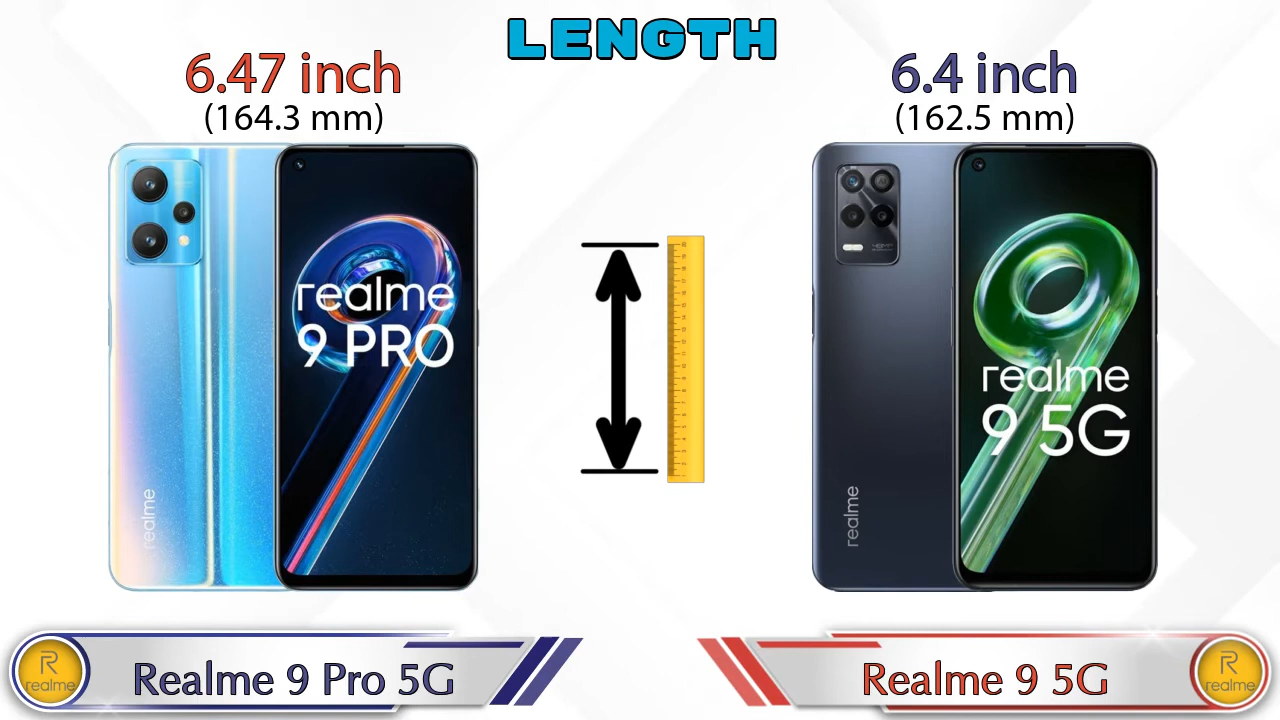 LENGTH
6.47 inch
(164.3 mm)
6.4 inch
(162.5 mm)
realme
9 PRO
realme
realme
9 5G
realme
R
realme
Realme 9 Pro 5G
Realme 9 5G
R
realme